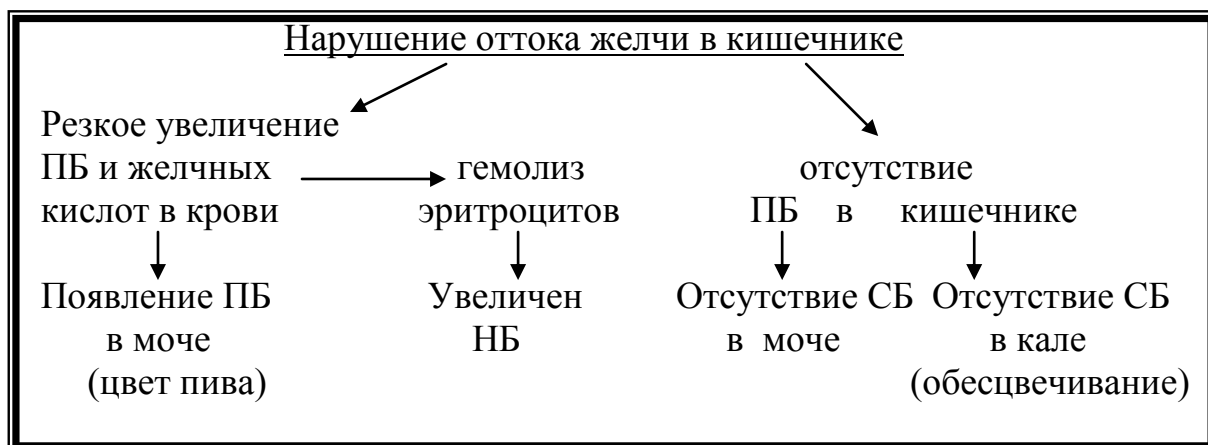 Нарушение оттока желчи в кишечнике
Резкое увеличение
ПБ и желчных гемолиз отсутствие
кислот в крови эритроцитов ПБ в кишечнике
Появление ПБ Увеличен Отсутствие СБ Отсутствие СБ
в моче НБ в моче в кале
(цвет пива) (обесцвечивание)